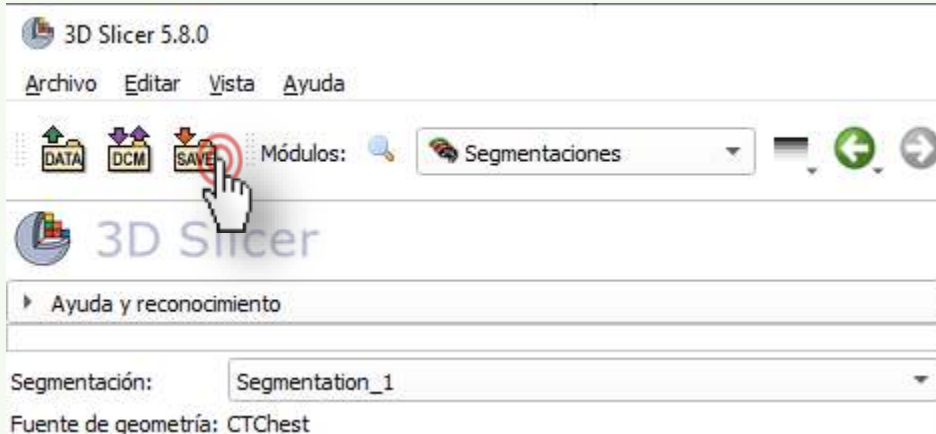 3D Slicer 5.8.0
Archivo Editar Vista Ayuda
DATA DCM SAVE Módulos: Segmentaciones
3D Slicer
Ayuda y reconocimiento
Segmentación: Segmentation_1
Fuente de geometría: CTChest